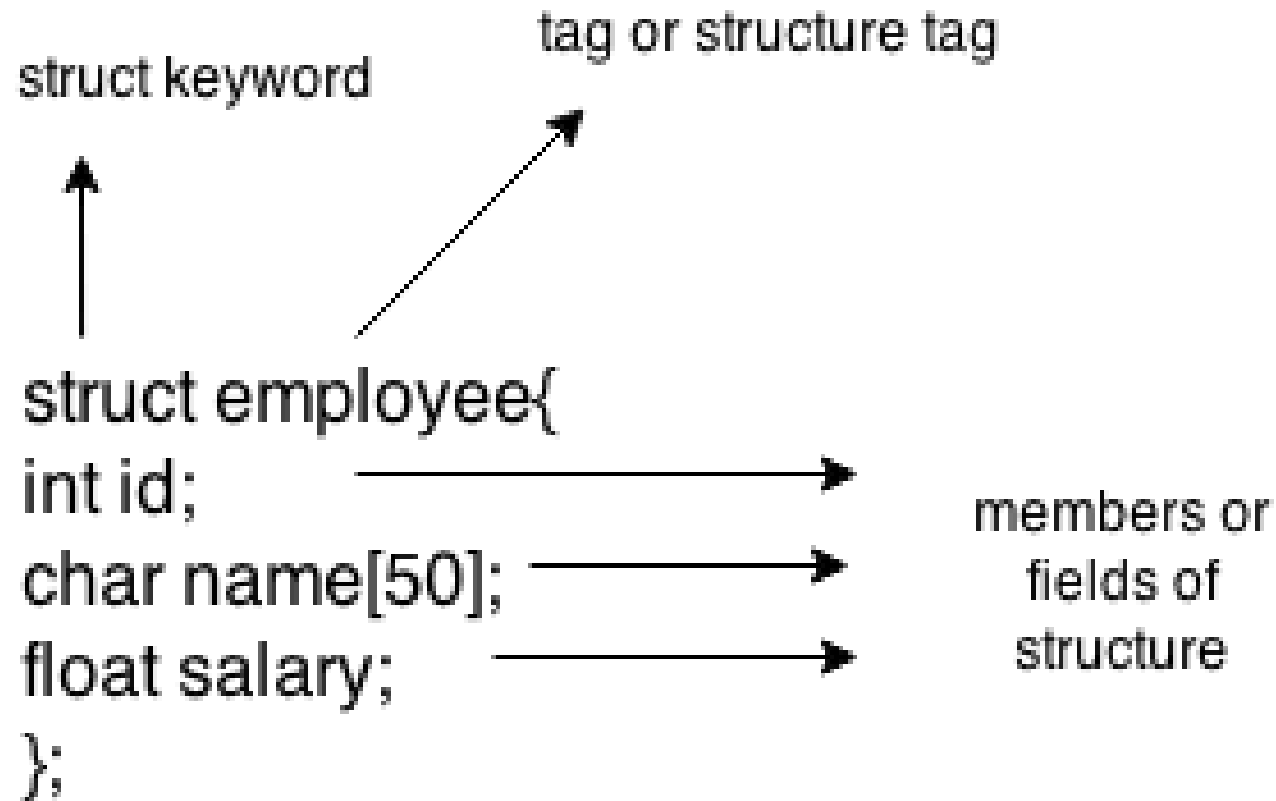 tag or structure tag
struct keyword
struct employee{
int id;
char name[50];
float salary;
};
members or
fields of
structure